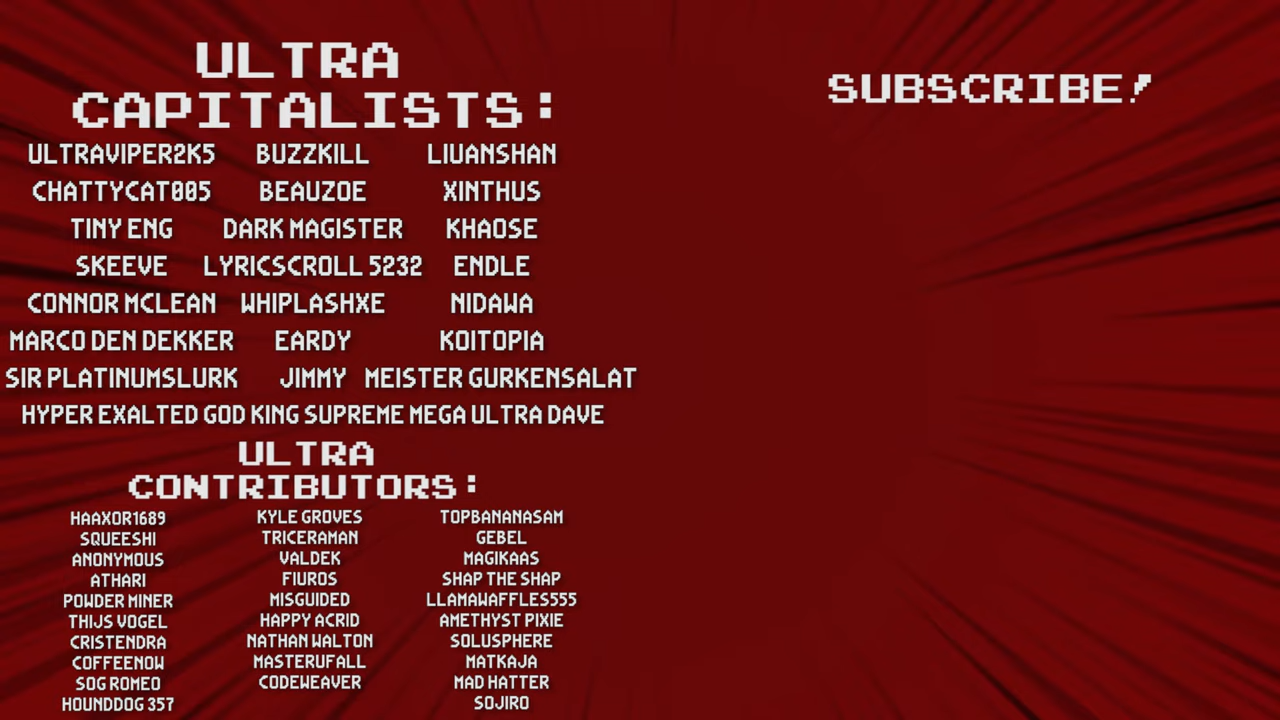 ULTRA
CAPITALISTS:
ULTRAVIPER2K5 BUZZKILL LIUANSHAN
CHATTYCAT005 BEAUZOE XINTHUS
TINY ENG DARK MAGISTER KHAOSE
SKEEVE LYRICSCROLL 5232 ENDLE
CONNOR MCLEAN WHIPLASHXE NIDAWA
MARCO DEN DEKKER EARDY KOITOPIA
SIR PLATINUMSLURK JIMMY MEISTER GURKENSALAT
HYPER EXALTED GOD KING SUPREME MEGA ULTRA DAVE
ULTRA
CONTRIBUTORS:
HAAXOR1689 KYLE GROVES TOPBANANASAM
SQUEESHI TRICERAMAN GEBEL
ANONYMOUS VALDEK MAGIKAAS
ATHARI FIUROS SHAP THE SHAP
POWDER MINER MISGUIDED LLAMAWAFFLES555
THIJS VOGEL HAPPY ACRID AMETHYST PIXIE
CRISTENDRA NATHAN WALTON SOLUSPHERE
COFFEENOW MASTERUFALL MATKAJA
SOG ROMEO CODEWEAVER MAD HATTER
HOUNDDOG 357 SOJIRO
SUBSCRIBE!